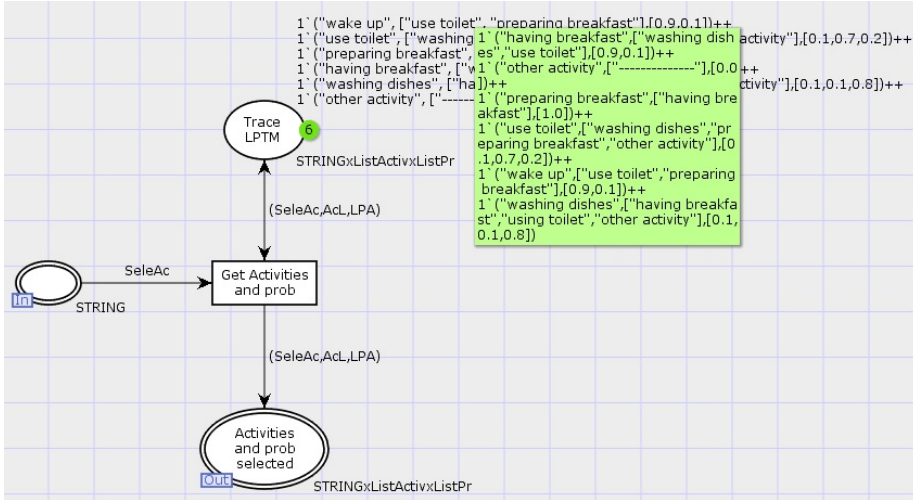 1`("wake up", ["use toilet", "preparing breakfast"],[0.9,0.1])++
1`("use toilet", ["washing
activity"],[0.1,0.7,0.2])++
1`("preparing breakfast",
1`("having breakfast", ["w
++
1`("washing dishes", ["ha
tivity"],[0.1,0.1,0.8])++
1`("other activity", ["-----
1`("having breakfast",["washing dish
es","use toilet"],[0.9,0.1])++
1`("other activity",["--------------"],[0.0
])++
1`("preparing breakfast",["having bre
akfast"],[1.0])++
1`("use toilet",["washing dishes","pr
eparing breakfast","other activity"],[0
.1,0.7,0.2])++
1`("wake up",["use toilet","preparing
breakfast"],[0.9,0.1])++
1`("washing dishes",["having breakfa
st","using toilet","other activity"],[0.1,
0.1,0.8])
Trace
LPTM
6
STRINGxListActivxListPr
(SeleAc,AcL,LPA)
SeleAc
Get Activities
and prob
In
STRING
(SeleAc,AcL,LPA)
Activities
and prob
selected
Out
STRINGxListActivxListPr